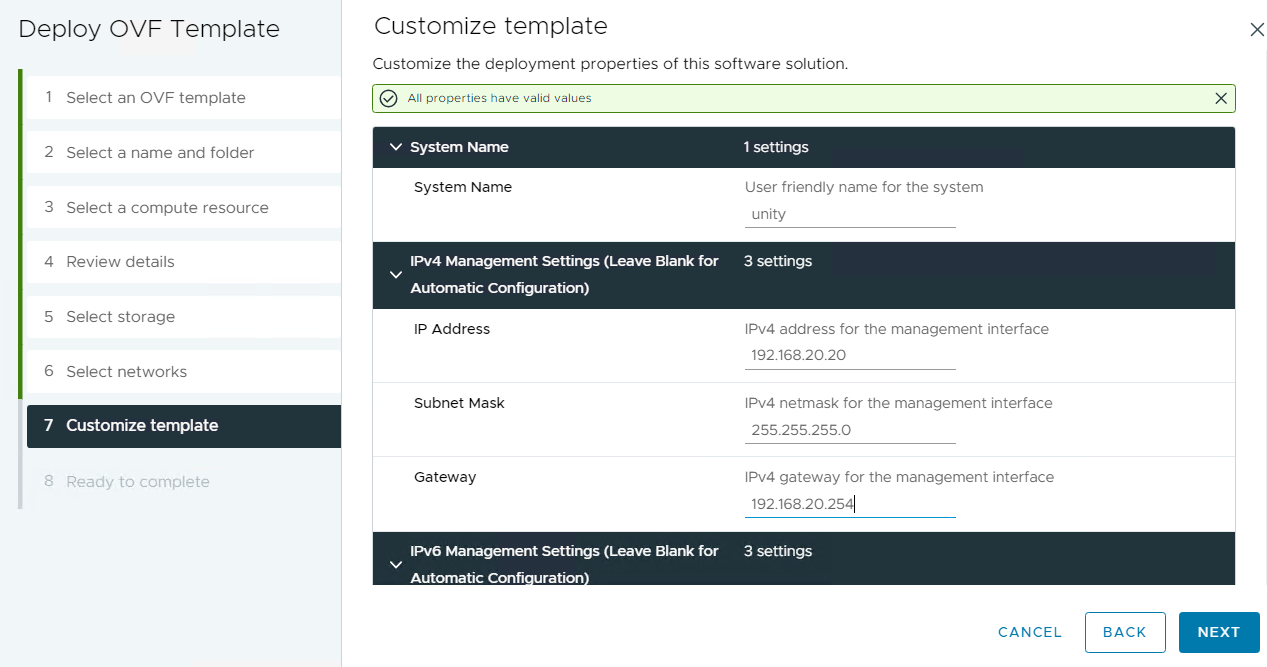 Deploy OVF Template
1 Select an OVF template
2 Select a name and folder
3 Select a compute resource
4 Review details
5 Select storage
6 Select networks
7 Customize template
8 Ready to complete
Customize template
Customize the deployment properties of this software solution.
All properties have valid values
System Name 1 settings
System Name User friendly name for the system
unity
IPv4 Management Settings (Leave Blank for 3 settings
Automatic Configuration)
IP Address IPv4 address for the management interface
192.168.20.20
Subnet Mask IPv4 netmask for the management interface
255.255.255.0
Gateway IPv4 gateway for the management interface
192.168.20.254
IPv6 Management Settings (Leave Blank for 3 settings
Automatic Configuration)
CANCEL BACK NEXT